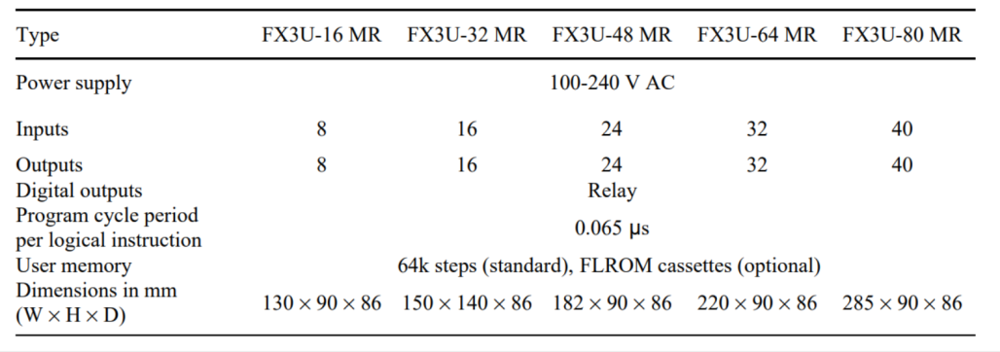 Type FX3U-16 MR FX3U-32 MR FX3U-48 MR FX3U-64 MR FX3U-80 MR
Power supply 100-240 V AC
Inputs 8 16 24 32 40
Outputs 8 16 24 32 40
Digital outputs Relay
Program cycle period
per logical instruction 0.065 μs
User memory 64k steps (standard), FLROM cassettes (optional)
Dimensions in mm
(W × H × D) 130 × 90 × 86 150 × 140 × 86 182 × 90 × 86 220 × 90 × 86 285 × 90 × 86